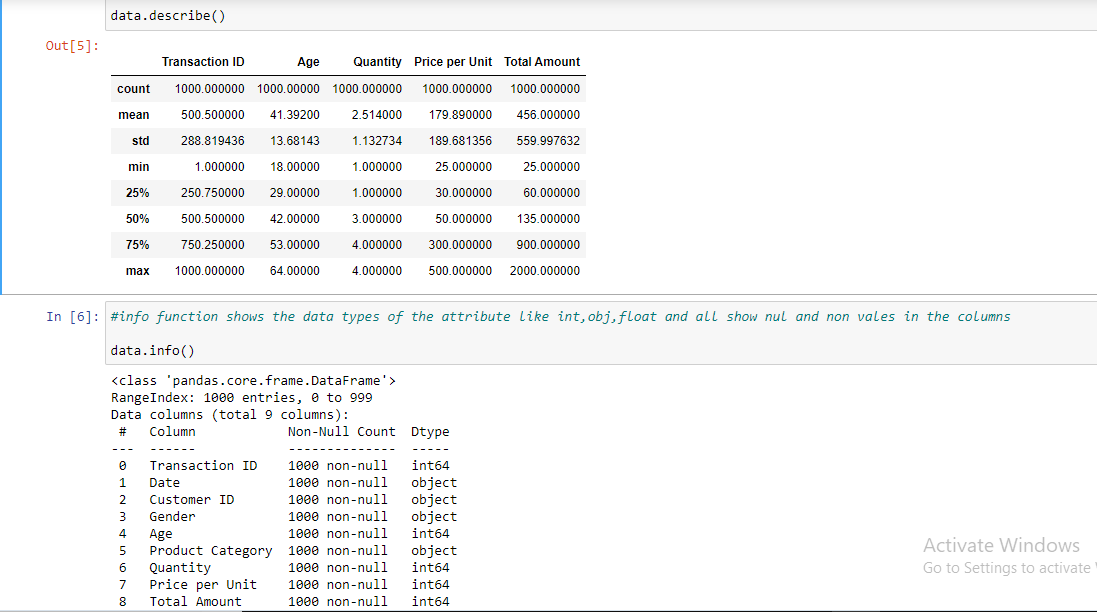 data.describe()
Out[5]:
Transaction ID Age Quantity Price per Unit Total Amount
count 1000.000000 1000.00000 1000.000000 1000.000000 1000.000000
mean 500.500000 41.39200 2.514000 179.890000 456.000000
std 288.819436 13.68143 1.132734 189.681356 559.997632
min 1.000000 18.00000 1.000000 25.000000 25.000000
25% 250.750000 29.00000 1.000000 30.000000 60.000000
50% 500.500000 42.00000 3.000000 50.000000 135.000000
75% 750.250000 53.00000 4.000000 300.000000 900.000000
max 1000.000000 64.00000 4.000000 500.000000 2000.000000
In [6]: #info function shows the data types of the attribute like int,obj,float and all show nul and non vales in the columns
data.info()
<class 'pandas.core.frame.DataFrame'>
RangeIndex: 1000 entries, 0 to 999
Data columns (total 9 columns):
# Column Non-Null Count Dtype
--- ------ -------------- -----
0 Transaction ID 1000 non-null int64
1 Date 1000 non-null object
2 Customer ID 1000 non-null object
3 Gender 1000 non-null object
4 Age 1000 non-null int64
5 Product Category 1000 non-null object
6 Quantity 1000 non-null int64
7 Price per Unit 1000 non-null int64
8 Total Amount 1000 non-null int64
Activate Windows
Go to Settings to activate